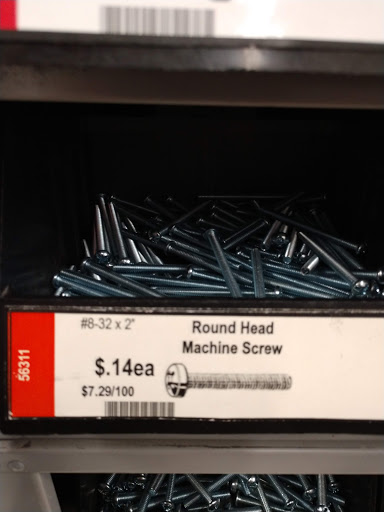 #8-32 x 2"
Round Head
Machine Screw
56311
$.14ea
$7.29/100